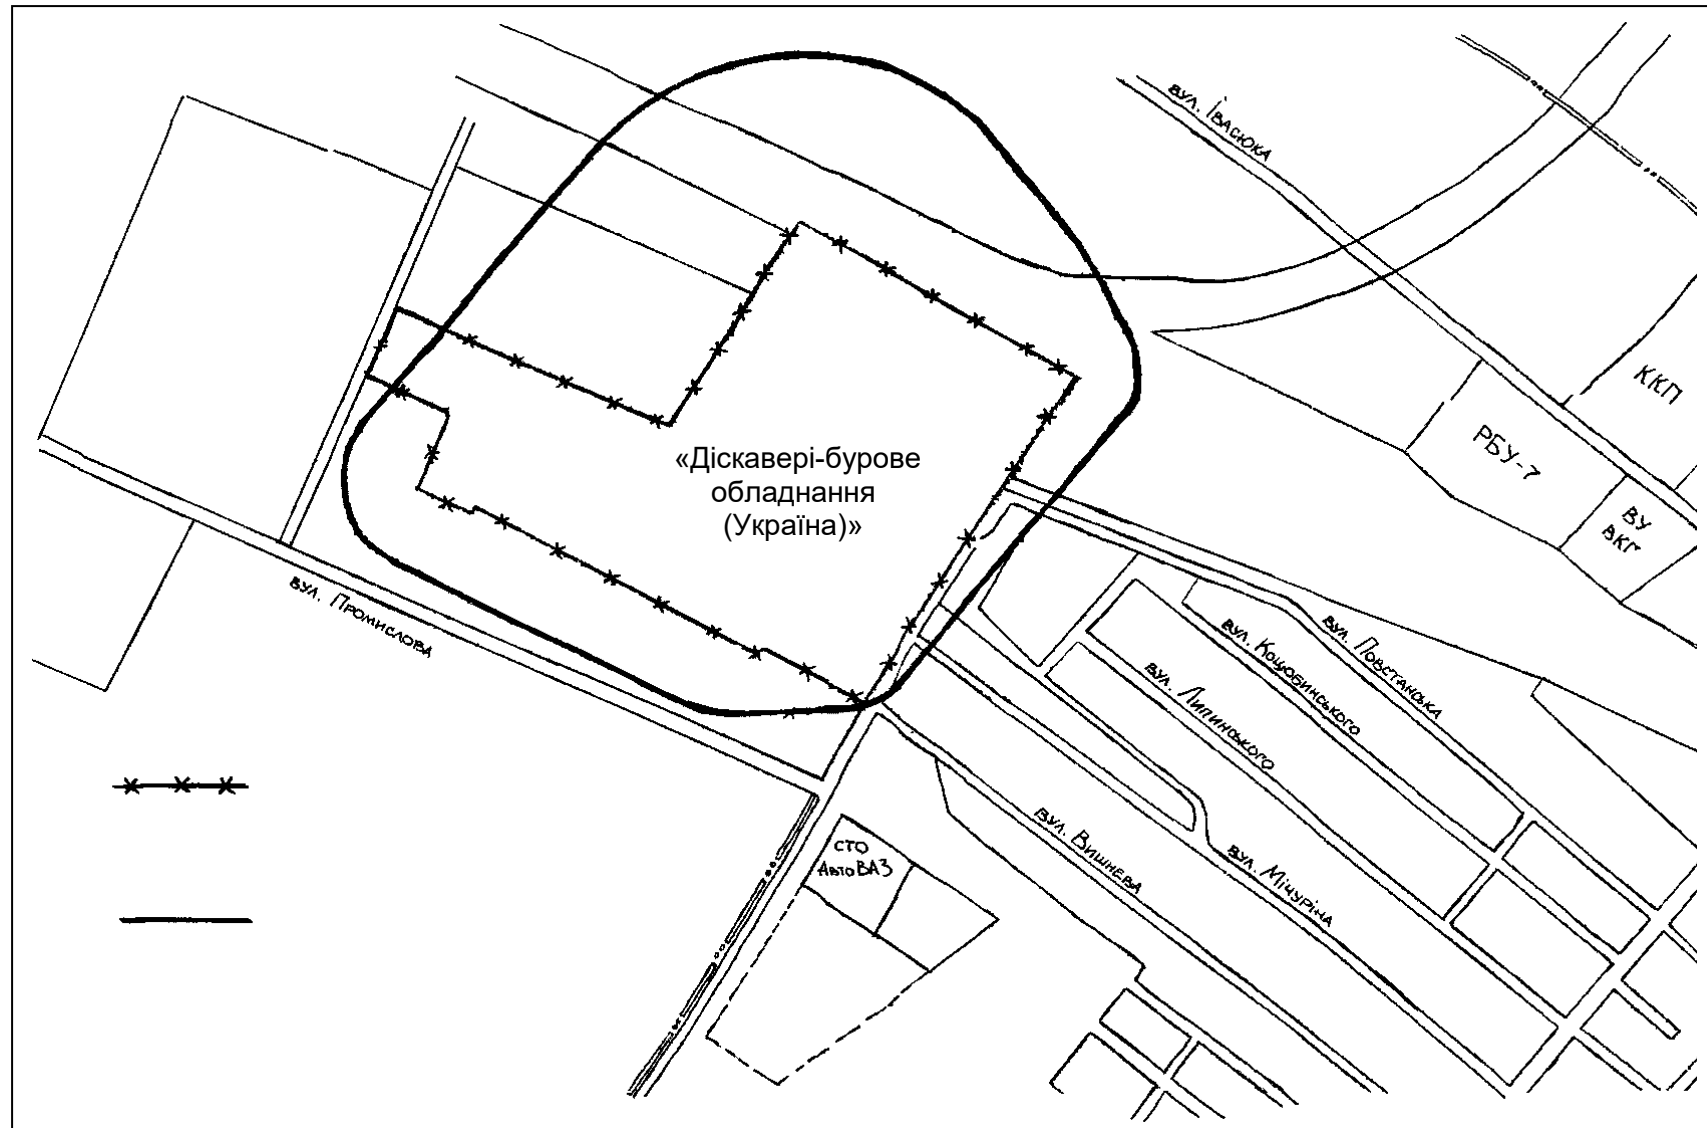 вул. Івасюка
ККП
РБУ-7
ВУ
ВКГ
«Діскавері-бурове
обладнання
(Україна)»
вул. Промислова
вул. Повстанська
вул. Коцюбинського
вул. Липинського
вул. Вишнева
вул. Мічуріна
СТО
АвтоВАЗ